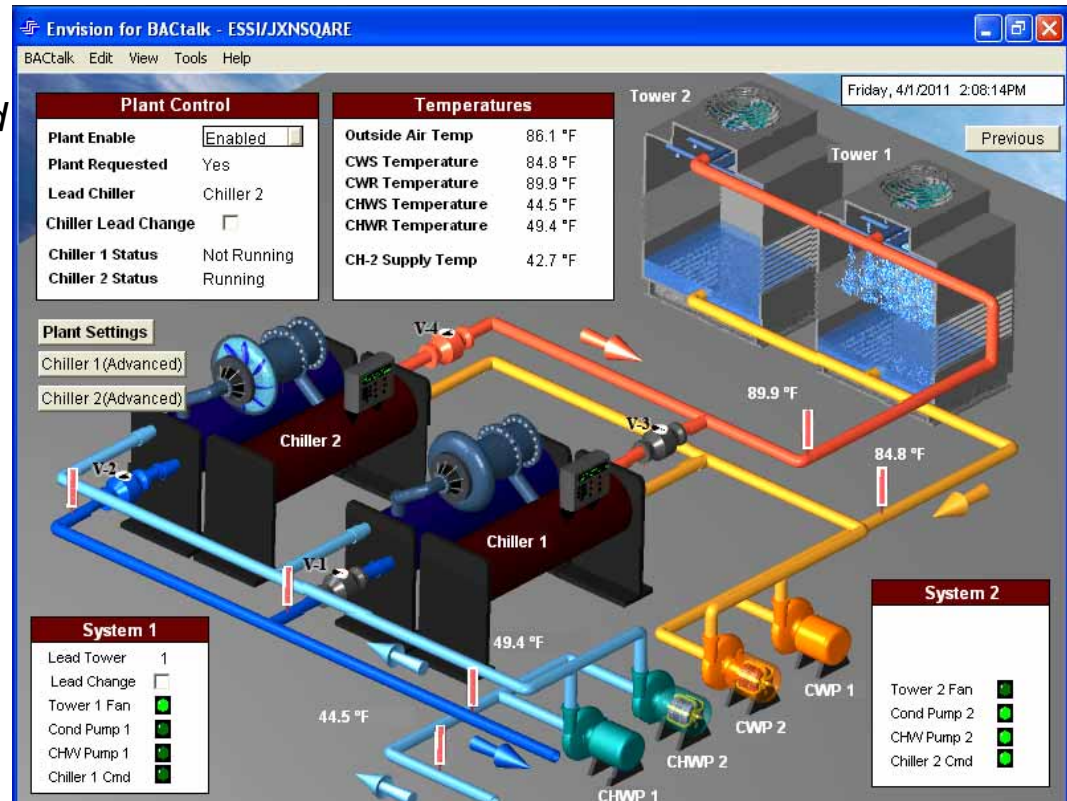 Envision for BACtalk - ESSI/JXNSQARE
BACtalk Edit View Tools Help
Friday, 4/1/2011 2:08:14PM
Previous
Plant Control
Plant Enable Enabled
Plant Requested Yes
Lead Chiller Chiller 2
Chiller Lead Change
Chiller 1 Status Not Running
Chiller 2 Status Running
Temperatures
Outside Air Temp 86.1 °F
CWS Temperature 84.8 °F
CWR Temperature 89.9 °F
CHWS Temperature 44.5 °F
CHWR Temperature 49.4 °F
CH-2 Supply Temp 42.7 °F
Tower 2
Tower 1
Plant Settings
Chiller 1(Advanced)
Chiller 2(Advanced)
V-4
89.9 °F
V-3
84.8 °F
Chiller 2
V-2
Chiller 1
V-1
49.4 °F
44.5 °F
CWP 1
CWP 2
CHWP 2
CHWP 1
System 1
Lead Tower 1
Lead Change
Tower 1 Fan
Cond Pump 1
CHW Pump 1
Chiller 1 Cmd
System 2
Tower 2 Fan
Cond Pump 2
CHW Pump 2
Chiller 2 Cmd